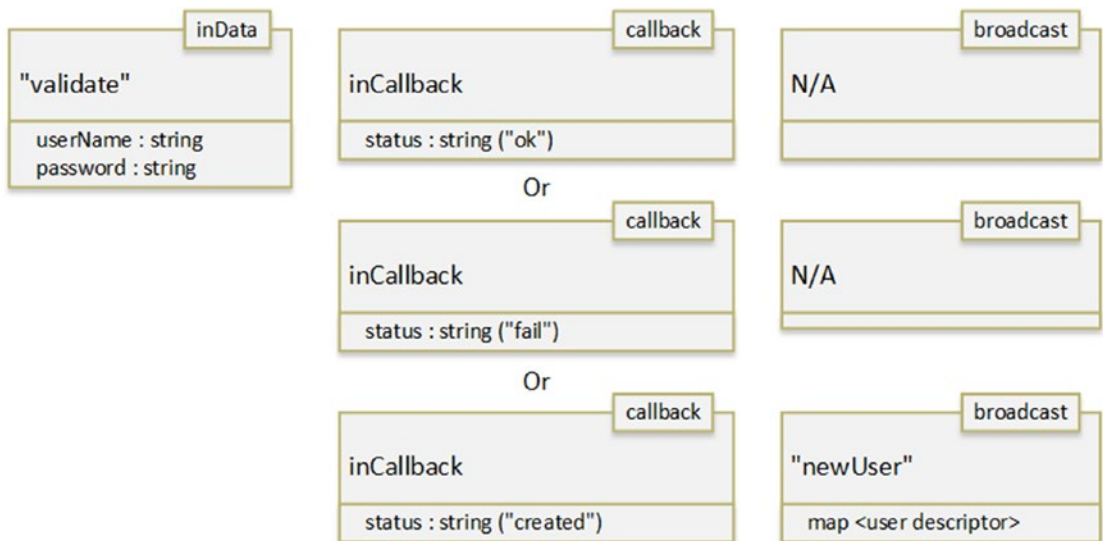 inData
"validate"
userName : string
password : string
callback
inCallback
status : string ("ok")
broadcast
N/A
Or
callback
inCallback
status : string ("fail")
broadcast
N/A
Or
callback
inCallback
status : string ("created")
broadcast
"newUser"
map <user descriptor>